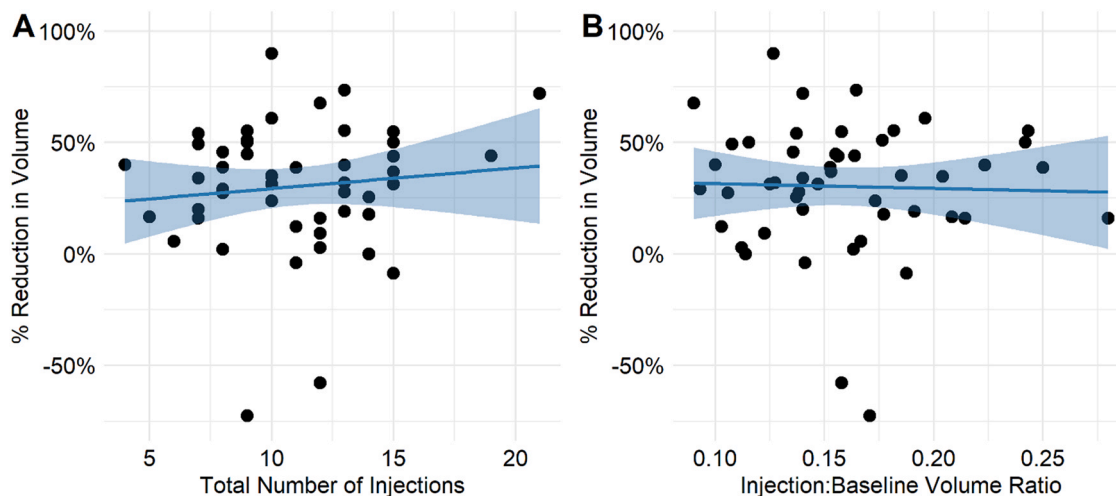 A
% Reduction in Volume
100%
50%
0%
-50%
5
10
15
20
Total Number of Injections
B
% Reduction in Volume
100%
50%
0%
-50%
0.10
0.15
0.20
0.25
Injection:Baseline Volume Ratio